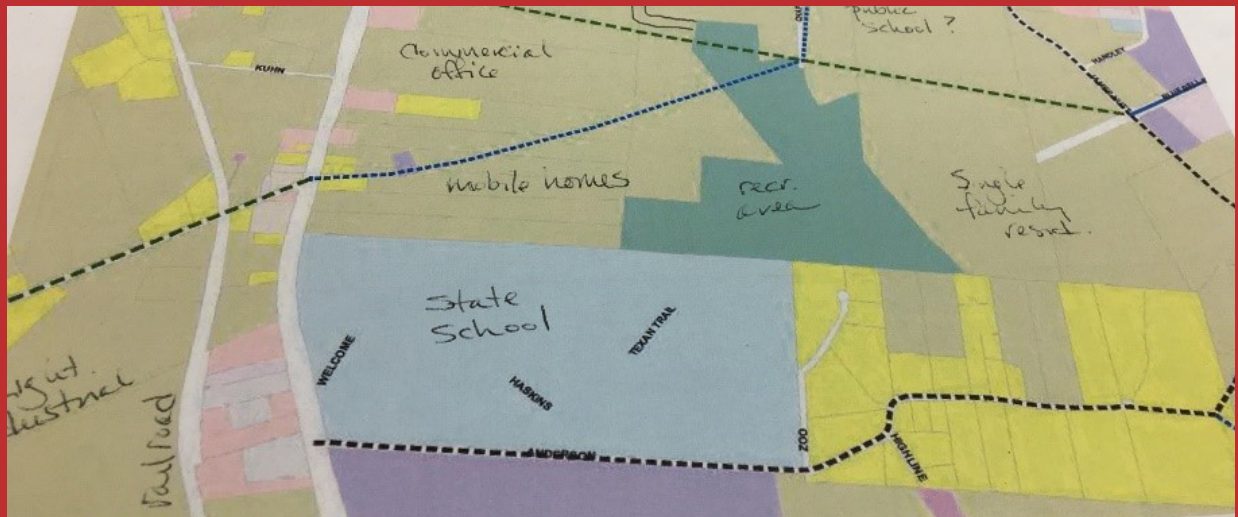 public
school ?
Commercial
office
KUHN
HANDLEY
mobile homes
recr.
area
Single
family
resid.
State
School
WELCOME
TEXAN TRAIL
HASKINS
Railroad
ANDERSON
ZOO
HIGHLINE